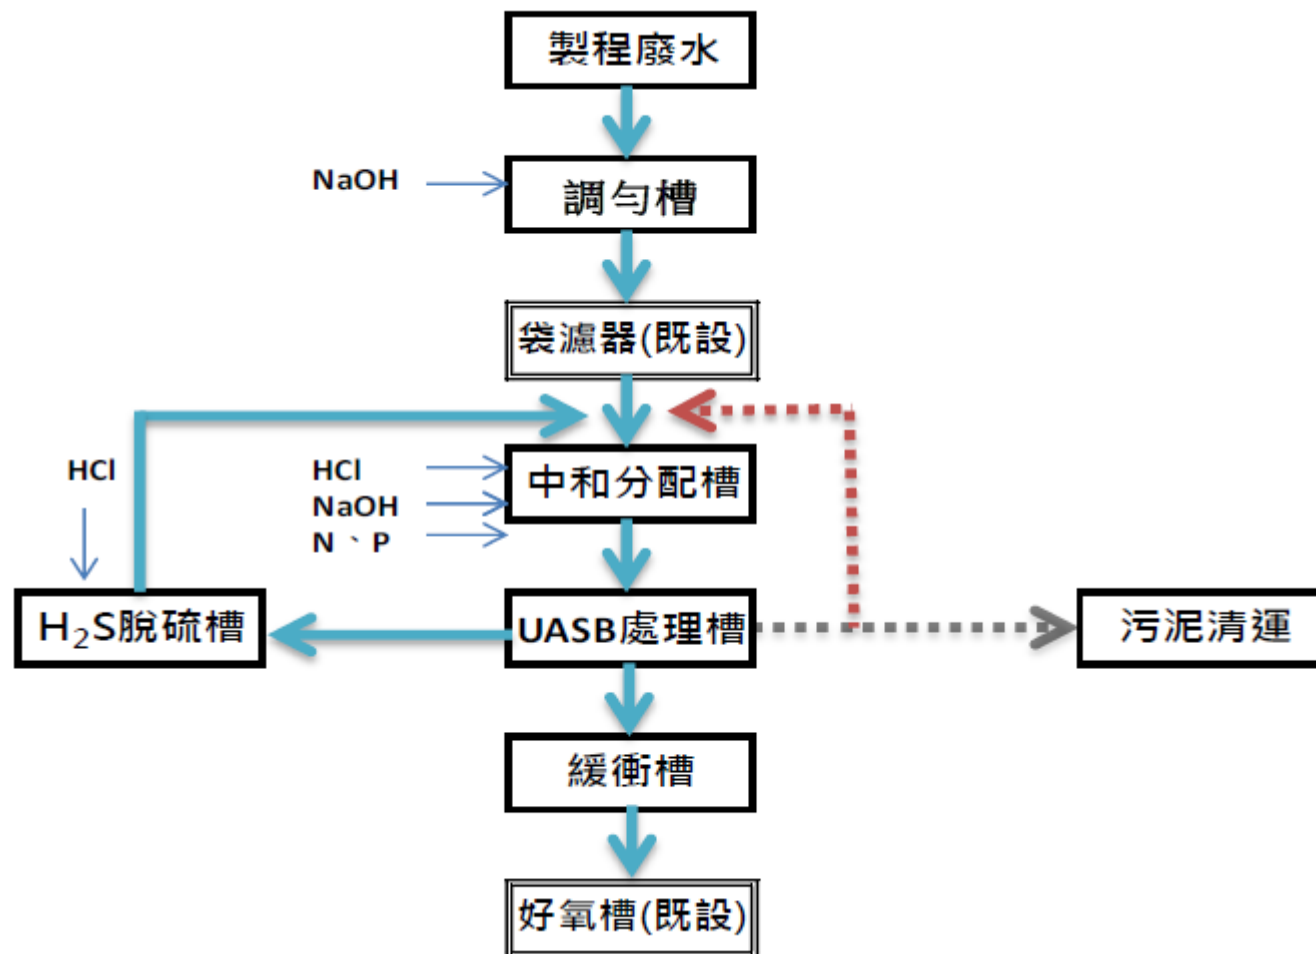 製程廢水
NaOH
調勻槽
袋濾器(既設)
HCl
HCl
NaOH
N、P
中和分配槽
H₂S脫硫槽
UASB處理槽
污泥清運
緩衝槽
好氧槽(既設)